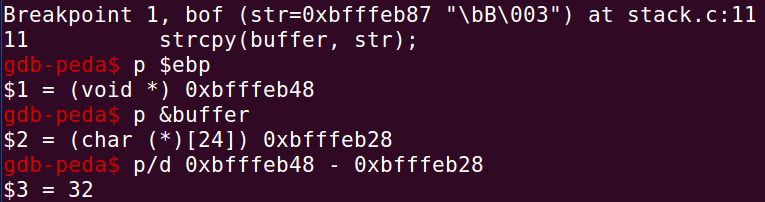 Breakpoint 1, bof (str=0xbfffeb87 "\bB\003") at stack.c:11
11 strcpy(buffer, str);
gdb-peda$ p $ebp
$1 = (void *) 0xbfffeb48
gdb-peda$ p &buffer
$2 = (char (*)[24]) 0xbfffeb28
gdb-peda$ p/d 0xbfffeb48 - 0xbfffeb28
$3 = 32